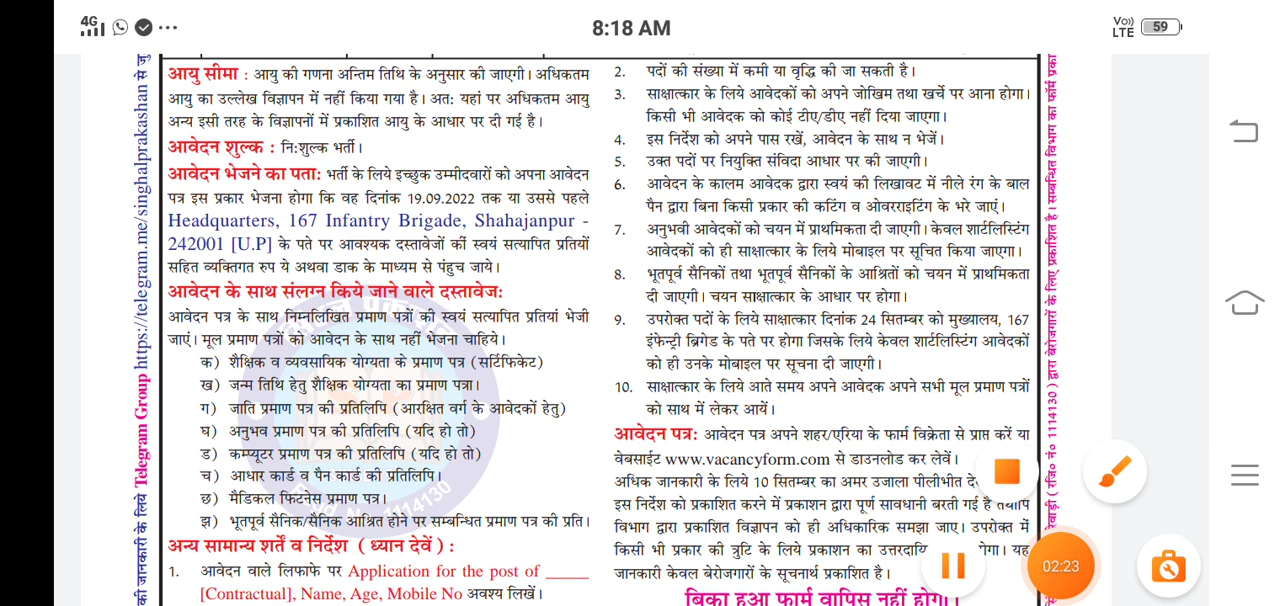 4G
8:18 AM
Vo)) LTE
59
आयु सीमा : आयु की गणना अन्तिम तिथि के अनुसार की जाएगी। अधिकतम
आयु का उल्लेख विज्ञापन में नहीं किया गया है। अत: यहां पर अधिकतम आयु
अन्य इसी तरह के विज्ञापनों में प्रकाशित आयु के आधार पर दी गई है।
आवेदन शुल्क : नि:शुल्क भर्ती।
आवेदन भेजने का पता: भर्ती के लिये इच्छुक उम्मीदवारों को अपना आवेदन
पत्र इस प्रकार भेजना होगा कि वह दिनांक 19.09.2022 तक या उससे पहले
Headquarters, 167 Infantry Brigade, Shahajanpur -
242001 [U.P] के पते पर आवश्यक दस्तावेजों कीं स्वयं सत्यापित प्रतियों
सहित व्यक्तिगत रुप ये अथवा डाक के माध्यम से पंहुच जाये।
आवेदन के साथ संलग्न किये जाने वाले दस्तावेज:
आवेदन पत्र के साथ निम्नलिखित प्रमाण पत्रों की स्वयं सत्यापित प्रतियां भेजी
जाएं। मूल प्रमाण पत्रों को आवेदन के साथ नहीं भेजना चाहिये।
क) शैक्षिक व व्यवसायिक योग्यता के प्रमाण पत्र (सर्टिफिकेट)
ख) जन्म तिथि हेतु शैक्षिक योग्यता का प्रमाण पत्रा।
ग) जाति प्रमाण पत्र की प्रतिलिपि (आरक्षित वर्ग के आवेदकों हेतु)
घ) अनुभव प्रमाण पत्र की प्रतिलिपि (यदि हो तो)
ड) कम्प्यूटर प्रमाण पत्र की प्रतिलिपि (यदि हो तो)
च) आधार कार्ड व पैन कार्ड की प्रतिलिपि।
छ) मैडिकल फिटनेस प्रमाण पत्र।
झ) भूतपूर्व सैनिक/सैनिक आश्रित होने पर सम्बन्धित प्रमाण पत्र की प्रति।
अन्य सामान्य शर्तें व निर्देश ( ध्यान देवें ) :
1. आवेदन वाले लिफाफे पर Application for the post of _____
[Contractual], Name, Age, Mobile No अवश्य लिखें।
2. पदों की संख्या में कमी या वृद्धि की जा सकती है।
3. साक्षात्कार के लिये आवेदकों को अपने जोखिम तथा खर्चे पर आना होगा।
किसी भी आवेदक को कोई टीए/डीए नहीं दिया जाएगा।
4. इस निर्देश को अपने पास रखें, आवेदन के साथ न भेजें।
5. उक्त पदों पर नियुक्ति संविदा आधार पर की जाएगी।
6. आवेदन के कालम आवेदक द्वारा स्वयं की लिखावट में नीले रंग के बाल
पैन द्वारा बिना किसी प्रकार की कटिंग व ओवरराइटिंग के भरे जाएं।
7. अनुभवी आवेदकों को चयन में प्राथमिकता दी जाएगी। केवल शार्टलिस्टिंग
आवेदकों को ही साक्षात्कार के लिये मोबाइल पर सूचित किया जाएगा।
8. भूतपूर्व सैनिकों तथा भूतपूर्व सैनिकों के आश्रितों को चयन में प्राथमिकता
दी जाएगी। चयन साक्षात्कार के आधार पर होगा।
9. उपरोक्त पदों के लिये साक्षात्कार दिनांक 24 सितम्बर को मुख्यालय, 167
इंफेन्ट्री ब्रिगेड के पते पर होगा जिसके लिये केवल शार्टलिस्टिंग आवेदकों
को ही उनके मोबाइल पर सूचना दी जाएगी।
10. साक्षात्कार के लिये आते समय अपने आवेदक अपने सभी मूल प्रमाण पत्रों
को साथ में लेकर आयें।
आवेदन पत्र: आवेदन पत्र अपने शहर/एरिया के फार्म विक्रेता से प्राप्त करें या
वेबसाईट www.vacancyform.com से डाउनलोड कर लेवें।
अधिक जानकारी के लिये 10 सितम्बर का अमर उजाला पीलीभीत
इस निर्देश को प्रकाशित करने में प्रकाशन द्वारा पूर्ण सावधानी बरती गई है तथापि
विभाग द्वारा प्रकाशित विज्ञापन को ही अधिकारिक समझा जाए। उपरोक्त में
किसी भी प्रकार की त्रुटि के लिये प्रकाशन का यह
जानकारी केवल बेरोजगारों के सूचनार्थ प्रकाशित है।
बिका हुआ फार्म वापिस नहीं होगा।
की जानकारी के लिये Telegram Group https://telegram.me/singhalprakashan से
(रजि० नं० 1114130) द्वारा बेरोजगारों के लिए प्रकाशित है। सम्बन्धित विभाग का फॉर्म
1114130
02:23